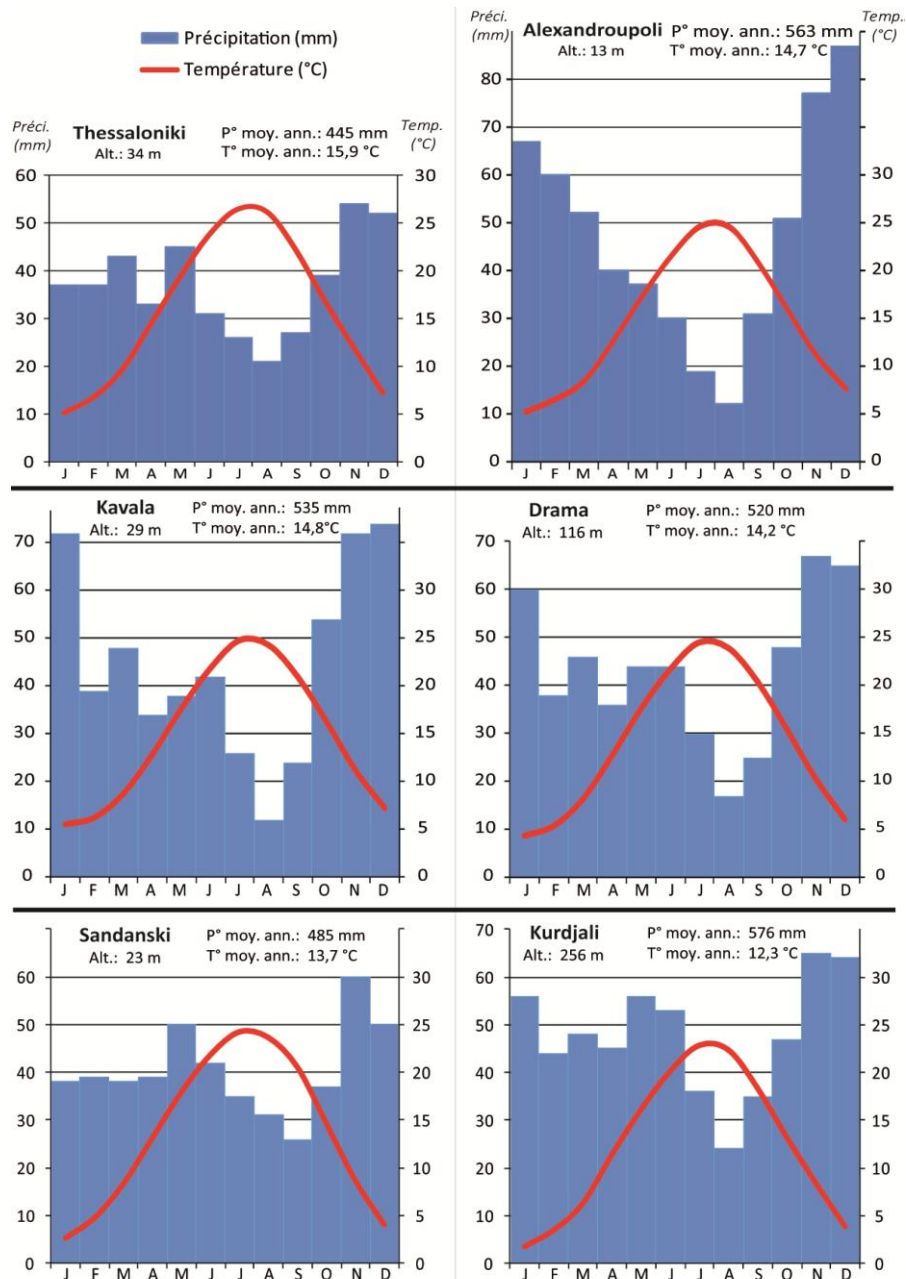 Précipitation (mm)
Température (°C)
Préci.
(mm)
Thessaloniki
Alt.: 34 m
P° moy. ann.: 445 mm
T° moy. ann.: 15,9 °C
Temp.
(°C)
60
50
40
30
20
10
0
30
25
20
15
10
5
0
J F M A M J J A S O N D
Préci.
(mm)
Alexandroupoli
Alt.: 13 m
P° moy. ann.: 563 mm
T° moy. ann.: 14,7 °C
Temp.
(°C)
80
70
60
50
40
30
20
10
0
30
25
20
15
10
5
0
J F M A M J J A S O N D
Kavala
Alt.: 29 m
P° moy. ann.: 535 mm
T° moy. ann.: 14,8°C
70
60
50
40
30
20
10
0
30
25
20
15
10
5
0
J F M A M J J A S O N D
Drama
Alt.: 116 m
P° moy. ann.: 520 mm
T° moy. ann.: 14,2 °C
70
60
50
40
30
20
10
0
30
25
20
15
10
5
0
J F M A M J J A S O N D
Sandanski
Alt.: 23 m
P° moy. ann.: 485 mm
T° moy. ann.: 13,7 °C
60
50
40
30
20
10
0
30
25
20
15
10
5
0
J F M A M J J A S O N D
Kurdjali
Alt.: 256 m
P° moy. ann.: 576 mm
T° moy. ann.: 12,3 °C
70
60
50
40
30
20
10
0
30
25
20
15
10
5
0
J F M A M J J A S O N D